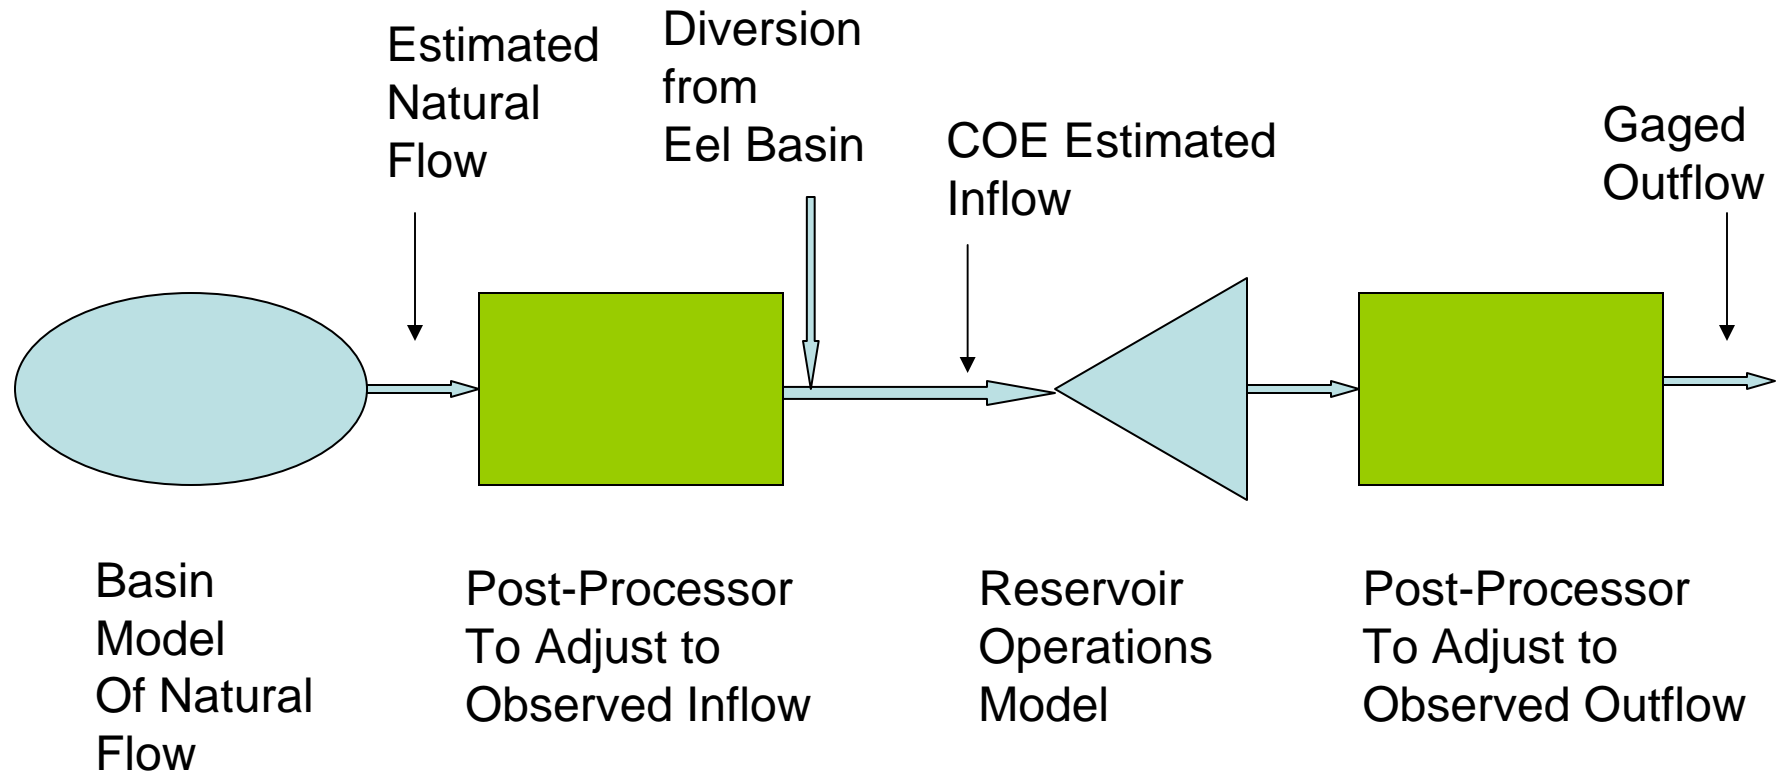 Estimated
Natural
Flow
Diversion
from
Eel Basin
COE Estimated
Inflow
Gaged
Outflow
Basin
Model
Of Natural
Flow
Post-Processor
To Adjust to
Observed Inflow
Reservoir
Operations
Model
Post-Processor
To Adjust to
Observed Outflow